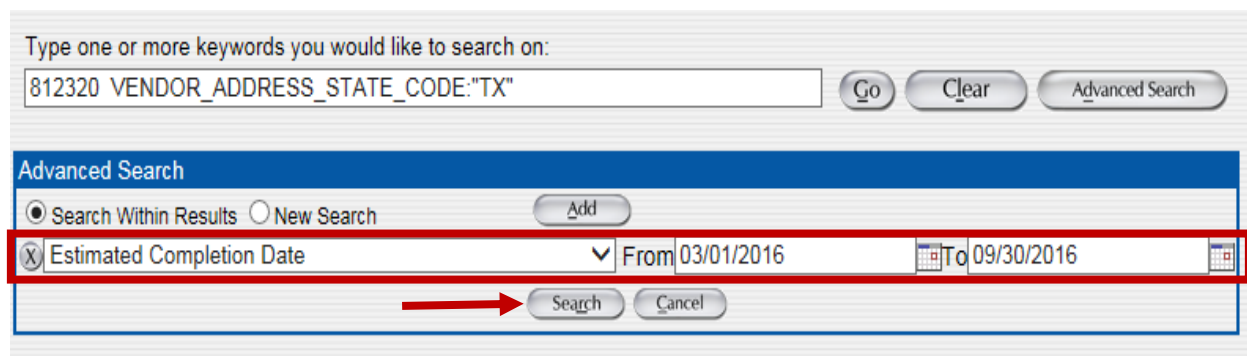 Type one or more keywords you would like to search on:
812320 VENDOR_ADDRESS_STATE_CODE:"TX" Go Clear Advanced Search
Advanced Search
Search Within Results New Search Add
X Estimated Completion Date From 03/01/2016 To 09/30/2016
Search Cancel